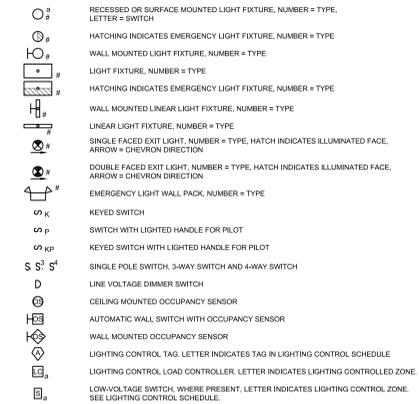 a
# RECESSED OR SURFACE MOUNTED LIGHT FIXTURE, NUMBER = TYPE,
LETTER = SWITCH
# HATCHING INDICATES EMERGENCY LIGHT FIXTURE, NUMBER = TYPE
# WALL MOUNTED LIGHT FIXTURE, NUMBER = TYPE
# LIGHT FIXTURE, NUMBER = TYPE
# HATCHING INDICATES EMERGENCY LIGHT FIXTURE, NUMBER = TYPE
# WALL MOUNTED LINEAR LIGHT FIXTURE, NUMBER = TYPE
# LINEAR LIGHT FIXTURE, NUMBER = TYPE
# SINGLE FACED EXIT LIGHT, NUMBER = TYPE, HATCH INDICATES ILLUMINATED FACE,
ARROW = CHEVRON DIRECTION
# DOUBLE FACED EXIT LIGHT, NUMBER = TYPE, HATCH INDICATES ILLUMINATED FACE,
ARROW = CHEVRON DIRECTION
# EMERGENCY LIGHT WALL PACK, NUMBER = TYPE
S K KEYED SWITCH
S P SWITCH WITH LIGHTED HANDLE FOR PILOT
S KP KEYED SWITCH WITH LIGHTED HANDLE FOR PILOT
S, S3, S4 SINGLE POLE SWITCH, 3-WAY SWITCH AND 4-WAY SWITCH
D LINE VOLTAGE DIMMER SWITCH
OS CEILING MOUNTED OCCUPANCY SENSOR
OS AUTOMATIC WALL SWITCH WITH OCCUPANCY SENSOR
OS WALL MOUNTED OCCUPANCY SENSOR
A LIGHTING CONTROL TAG. LETTER INDICATES TAG IN LIGHTING CONTROL SCHEDULE
LC a LIGHTING CONTROL LOAD CONTROLLER. LETTER INDICATES LIGHTING CONTROLLED ZONE.
S a LOW-VOLTAGE SWITCH, WHERE PRESENT, LETTER INDICATES LIGHTING CONTROL ZONE.
SEE LIGHTING CONTROL SCHEDULE.